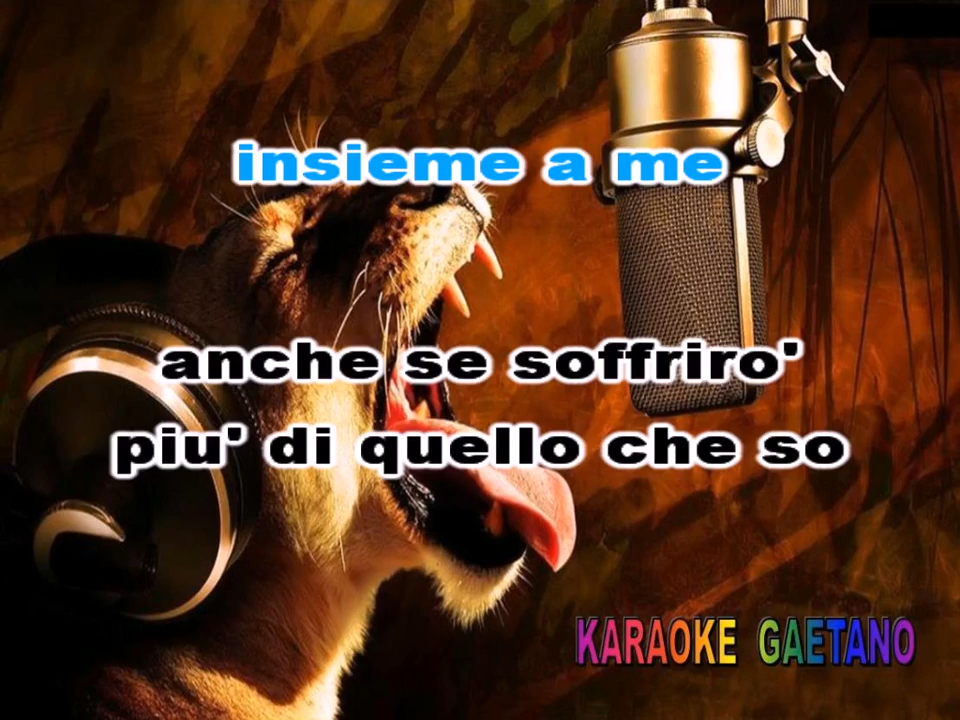 insieme a me
anche se soffriro'
piu' di quello che so
KARAOKE GAETANO